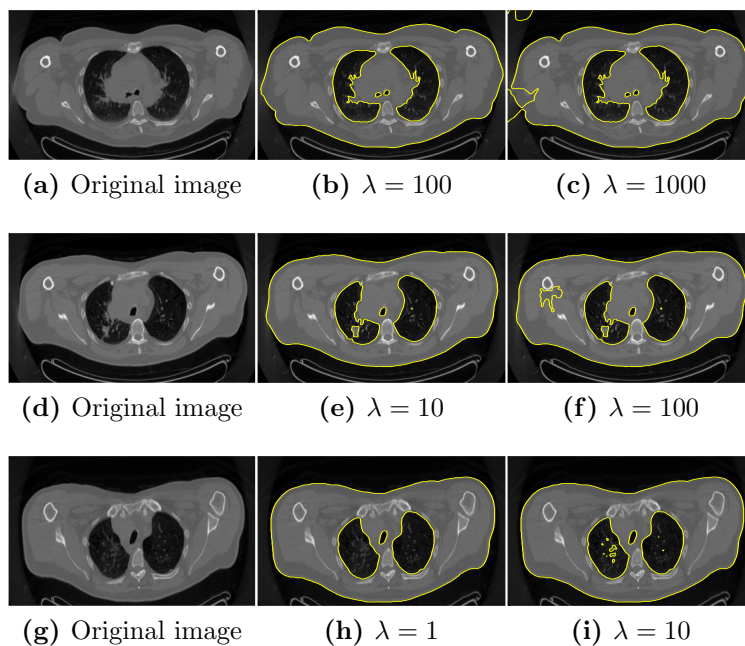 (a) Original image (b) λ = 100 (c) λ = 1000
(d) Original image (e) λ = 10 (f) λ = 100
(g) Original image (h) λ = 1 (i) λ = 10